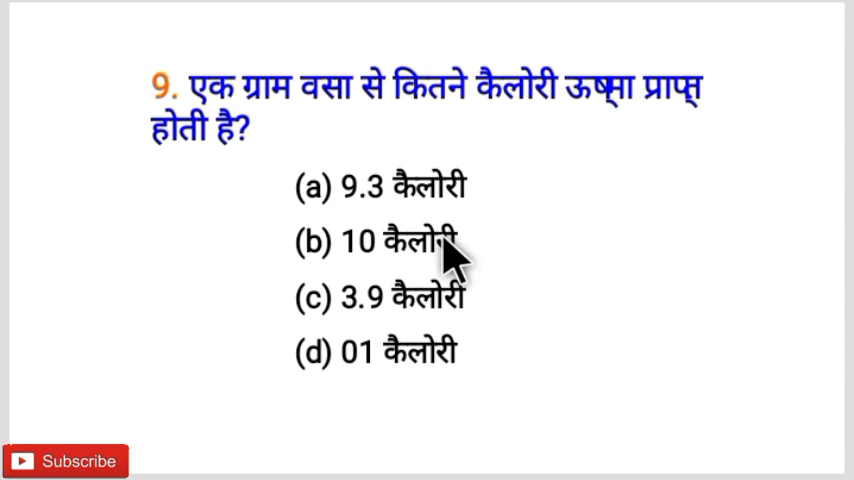 9. एक ग्राम वसा से कितने कैलोरी ऊष्मा प्राप्त
होती है?
(a) 9.3 कैलोरी
(b) 10 कैलोरी
(c) 3.9 कैलोरी
(d) 01 कैलोरी
Subscribe